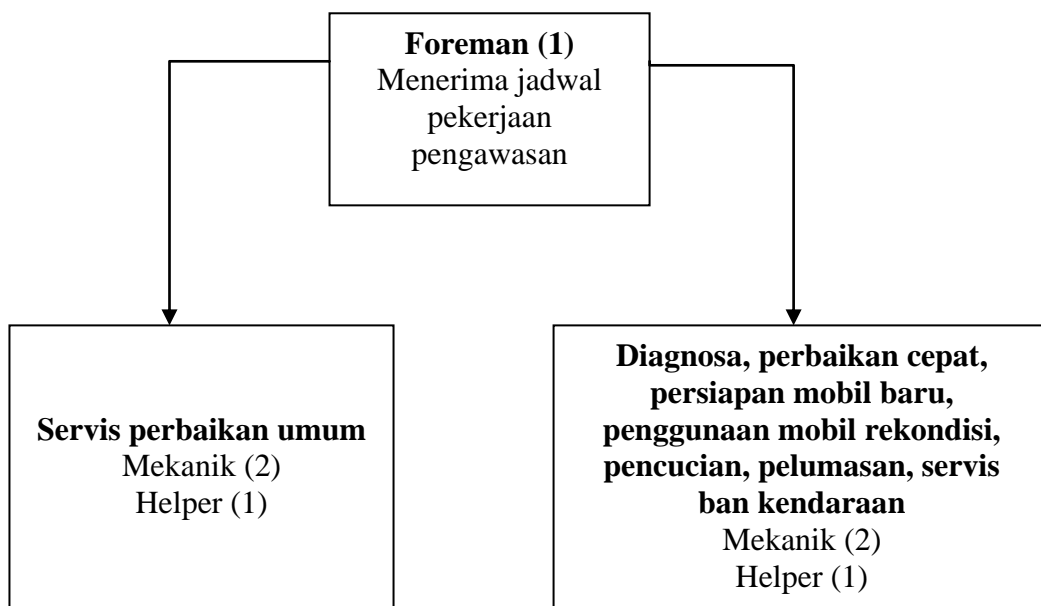 Foreman (1)
Menerima jadwal
pekerjaan
pengawasan
Servis perbaikan umum
Mekanik (2)
Helper (1)
Diagnosa, perbaikan cepat,
persiapan mobil baru,
penggunaan mobil rekondisi,
pencucian, pelumasan, servis
ban kendaraan
Mekanik (2)
Helper (1)